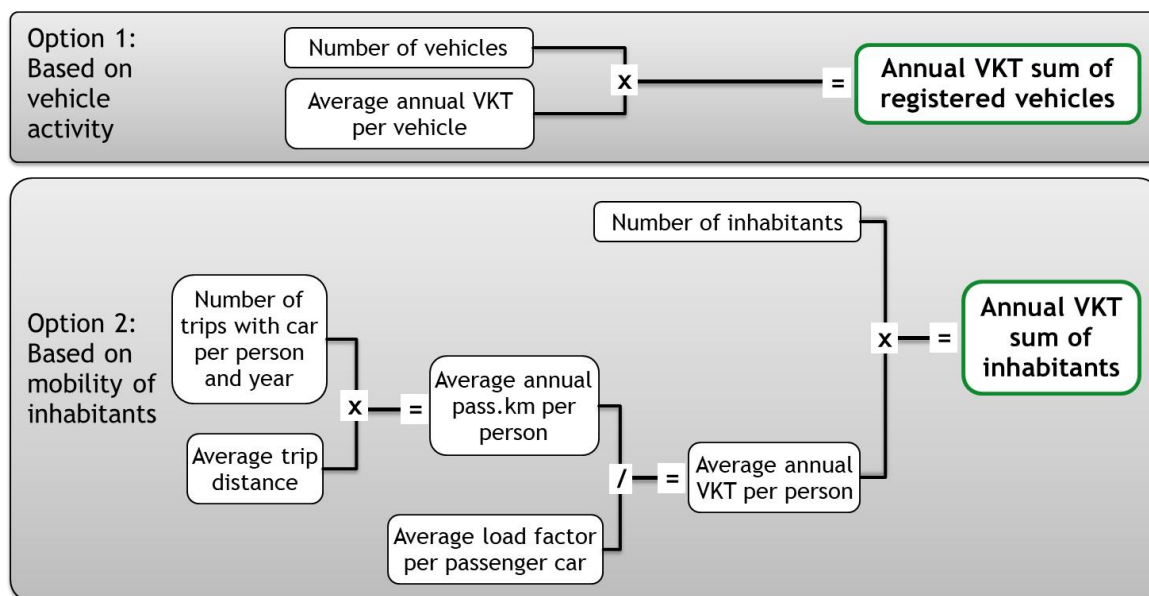 Option 1:
Based on
vehicle
activity
Number of vehicles
Average annual VKT
per vehicle
x
=
Annual VKT sum of
registered vehicles
Option 2:
Based on
mobility of
inhabitants
Number of
trips with car
per person
and year
Average trip
distance
x
=
Average annual
pass.km per
person
Average load factor
per passenger car
/
=
Average annual
VKT per person
Number of inhabitants
x
=
Annual VKT
sum of
inhabitants